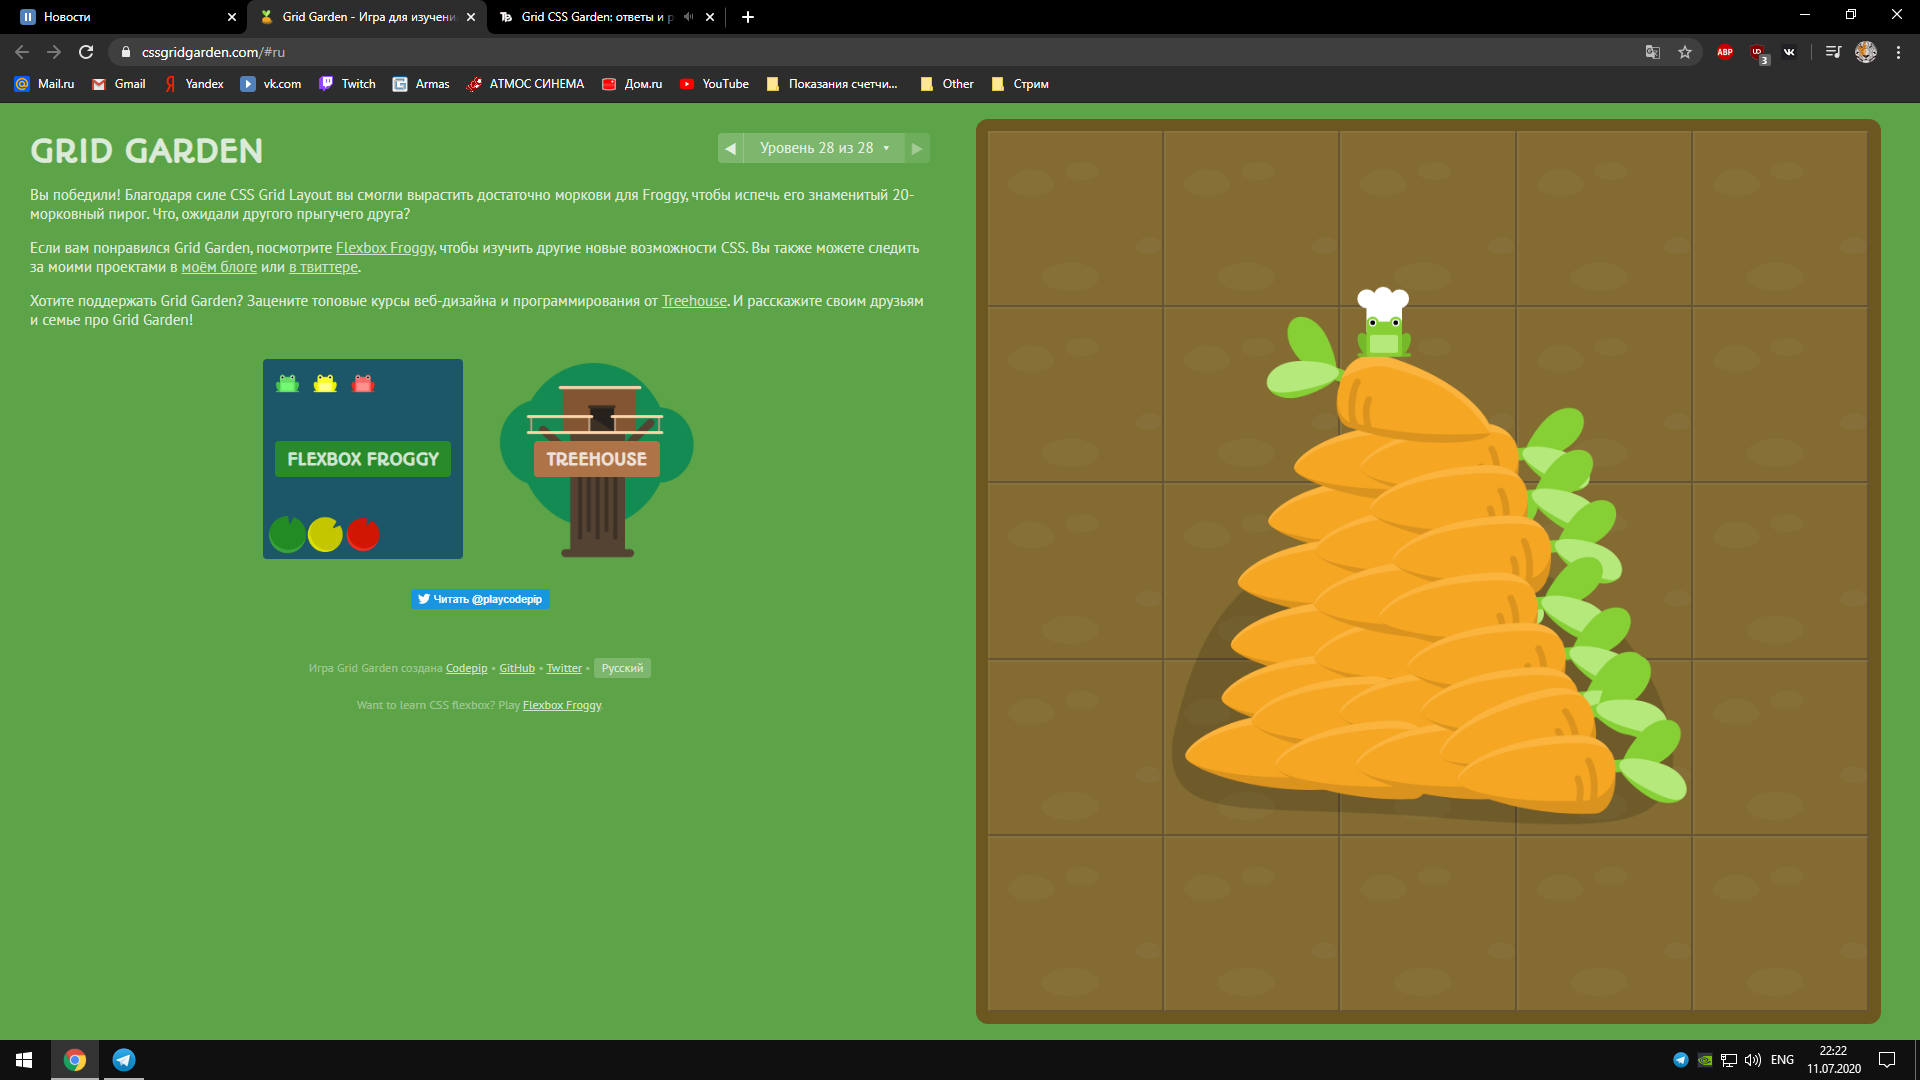 Новости
Grid Garden - Игра для изучени
Grid CSS Garden: ответы и р
cssgridgarden.com/#ru
ABP
UD
3
Mail.ru
Gmail
Yandex
vk.com
Twitch
Armas
АТМОС СИНЕМА
Дом.ru
YouTube
Показания счетчи...
Other
Стрим
GRID GARDEN
Уровень 28 из 28
Вы победили! Благодаря силе CSS Grid Layout вы смогли вырастить достаточно моркови для Froggy, чтобы испечь его знаменитый 20-
морковный пирог. Что, ожидали другого прыгучего друга?
Если вам понравился Grid Garden, посмотрите Flexbox Froggy, чтобы изучить другие новые возможности CSS. Вы также можете следить
за моими проектами в моём блоге или в твиттере.
Хотите поддержать Grid Garden? Зацените топовые курсы веб-дизайна и программирования от Treehouse. И расскажите своим друзьям
и семье про Grid Garden!
FLEXBOX FROGGY
TREEHOUSE
Читать @playcodepip
Игра Grid Garden создана Codepip • GitHub • Twitter • Русский
Want to learn CSS flexbox? Play Flexbox Froggy.
ENG
22:22
11.07.2020